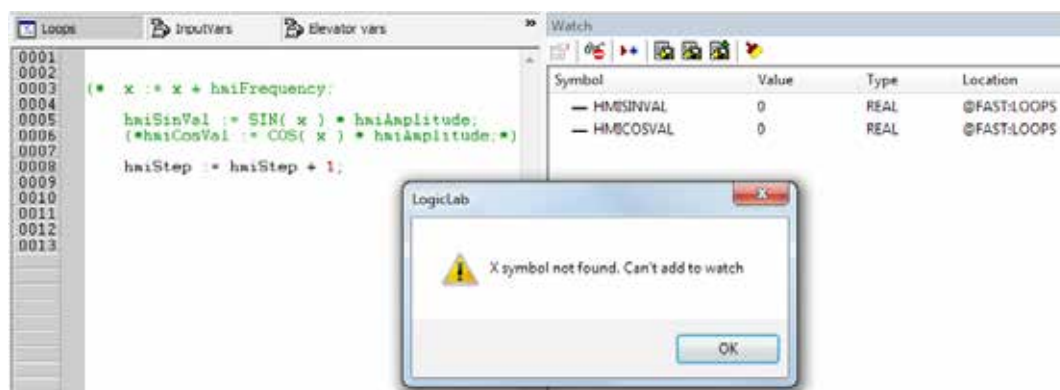 Loops InputVars Elevator vars »
0001
0002
0003 (* x := x + hmiFrequency;
0004
0005 hmiSinVal := SIN( x ) * hmiAmplitude;
0006 (*hmiCosVal := COS( x ) * hmiAmplitude;*)
0007
0008 hmiStep := hmiStep + 1;
0009
0010
0011
0012
0013
Watch
Symbol Value Type Location
HMISINVAL 0 REAL @FAST:LOOPS
HMICOSVAL 0 REAL @FAST:LOOPS
LogicLab
X symbol not found. Can't add to watch
OK